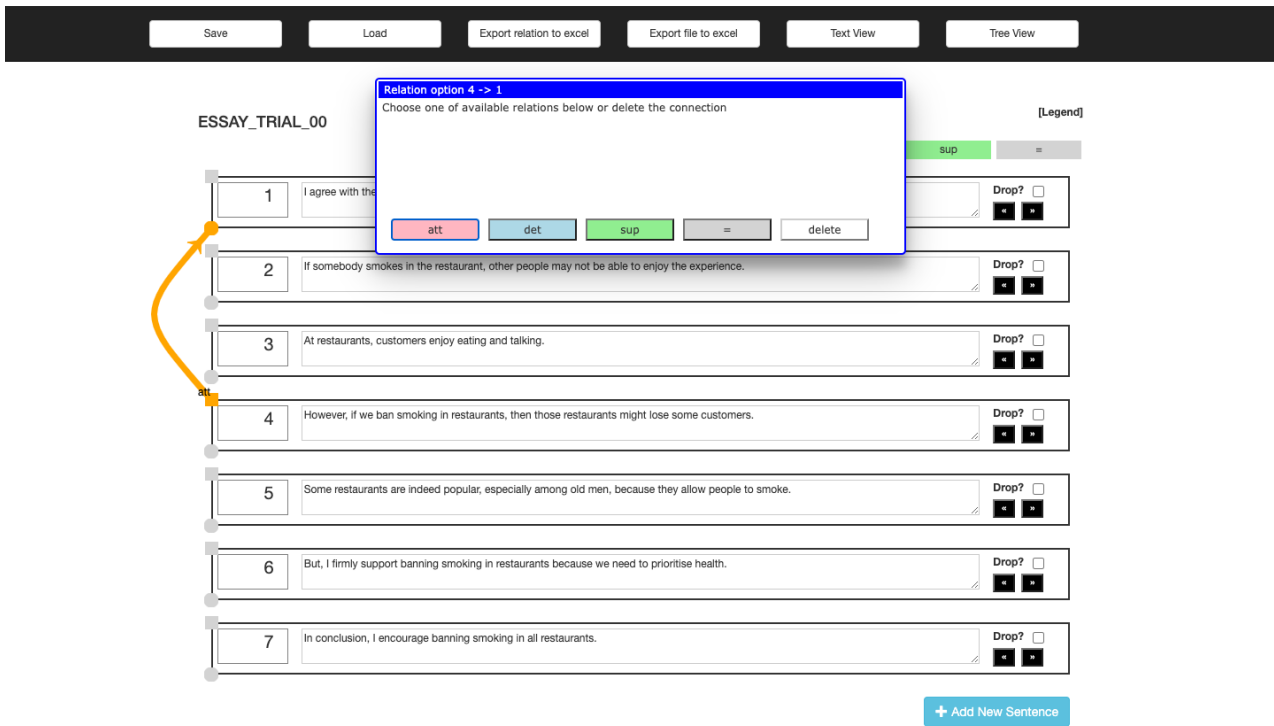 Save Load Export relation to excel Export file to excel Text View Tree View
Relation option 4 -> 1
Choose one of available relations below or delete the connection
ESSAY_TRIAL_00
[Legend]
sup =
att det sup = delete
1 I agree with the Drop?
« »
2 If somebody smokes in the restaurant, other people may not be able to enjoy the experience. Drop?
« »
3 At restaurants, customers enjoy eating and talking. Drop?
« »
att
4 However, if we ban smoking in restaurants, then those restaurants might lose some customers. Drop?
« »
5 Some restaurants are indeed popular, especially among old men, because they allow people to smoke. Drop?
« »
6 But, I firmly support banning smoking in restaurants because we need to prioritise health. Drop?
« »
7 In conclusion, I encourage banning smoking in all restaurants. Drop?
« »
+ Add New Sentence